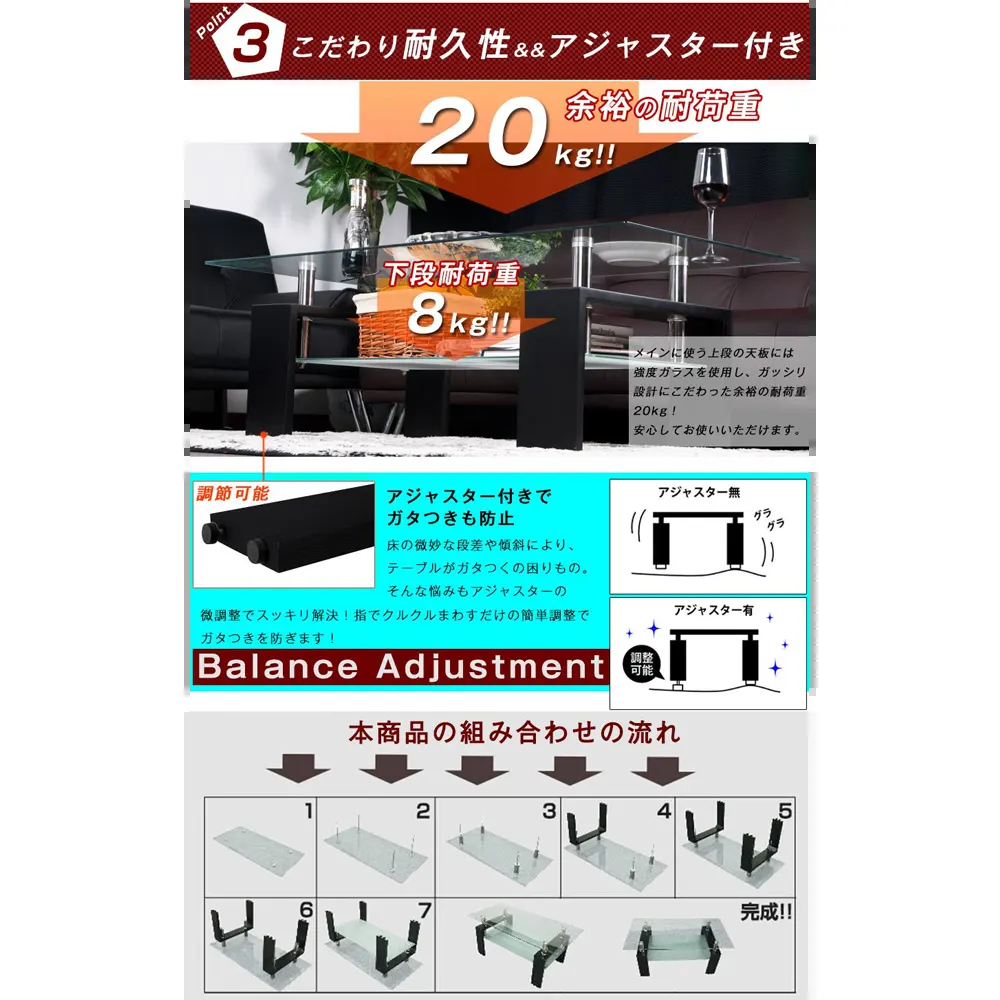 Point
3
こだわり耐久性&&アジャスター付き
余裕の耐荷重
20kg!!
下段耐荷重
8kg!!
メインに使う上段の天板には
強度ガラスを使用し、ガッシリ
設計にこだわった余裕の耐荷重
20kg！
安心してお使いいただけます。
調節可能
アジャスター付きで
ガタつきも防止
床の微妙な段差や傾斜により、
テーブルがガタつくの困りもの。
そんな悩みもアジャスターの
微調整でスッキリ解決！指でクルクルまわすだけの簡単調整で
ガタつきを防ぎます！
Balance Adjustment
アジャスター無
グラ
グラ
アジャスター有
調整
可能
本商品の組み合わせの流れ
1
2
3
4
5
6
7
完成!!